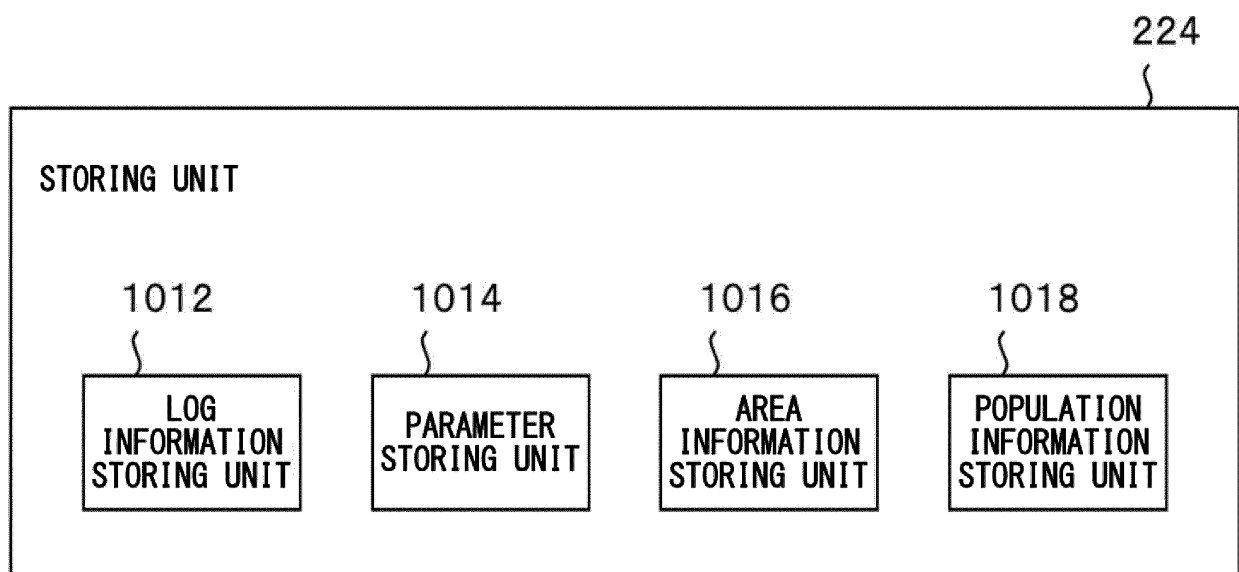 224
STORING UNIT
1012
1014
1016
1018
LOG
INFORMATION
STORING UNIT
PARAMETER
STORING UNIT
AREA
INFORMATION
STORING UNIT
POPULATION
INFORMATION
STORING UNIT